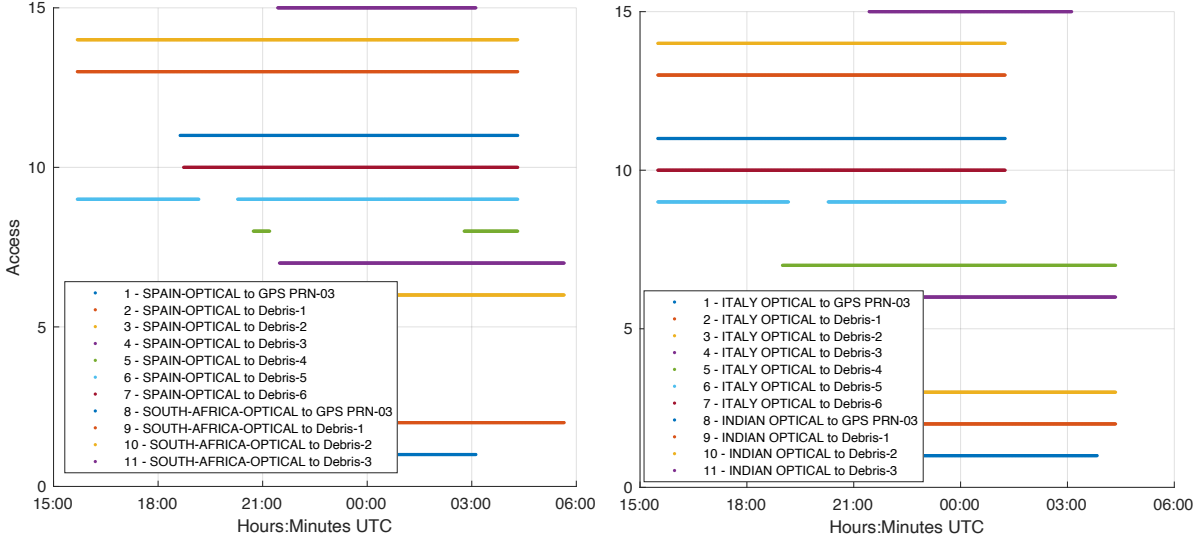 15
10
5
0
Access
1 - SPAIN-OPTICAL to GPS PRN-03
2 - SPAIN-OPTICAL to Debris-1
3 - SPAIN-OPTICAL to Debris-2
4 - SPAIN-OPTICAL to Debris-3
5 - SPAIN-OPTICAL to Debris-4
6 - SPAIN-OPTICAL to Debris-5
7 - SPAIN-OPTICAL to Debris-6
8 - SOUTH-AFRICA-OPTICAL to GPS PRN-03
9 - SOUTH-AFRICA-OPTICAL to Debris-1
10 - SOUTH-AFRICA-OPTICAL to Debris-2
11 - SOUTH-AFRICA-OPTICAL to Debris-3
15:00 18:00 21:00 00:00 03:00 06:00
Hours:Minutes UTC
15
10
5
0
1 - ITALY OPTICAL to GPS PRN-03
2 - ITALY OPTICAL to Debris-1
3 - ITALY OPTICAL to Debris-2
4 - ITALY OPTICAL to Debris-3
5 - ITALY OPTICAL to Debris-4
6 - ITALY OPTICAL to Debris-5
7 - ITALY OPTICAL to Debris-6
8 - INDIAN OPTICAL to GPS PRN-03
9 - INDIAN OPTICAL to Debris-1
10 - INDIAN OPTICAL to Debris-2
11 - INDIAN OPTICAL to Debris-3
15:00 18:00 21:00 00:00 03:00 06:00
Hours:Minutes UTC